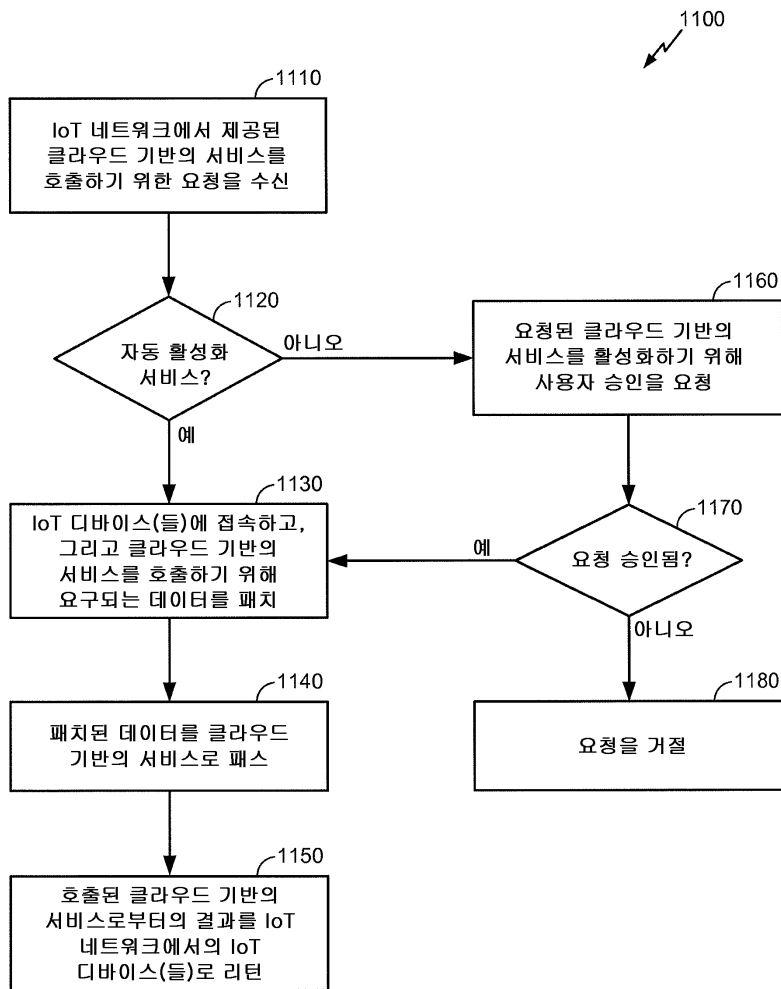 1100
1110
IoT 네트워크에서 제공된
클라우드 기반의 서비스를
호출하기 위한 요청을 수신
1120
자동 활성화
서비스?
아니오
예
1160
요청된 클라우드 기반의
서비스를 활성화하기 위해
사용자 승인을 요청
1130
IoT 디바이스(들)에 접속하고,
그리고 클라우드 기반의
서비스를 호출하기 위해
요구되는 데이터를 패치
1170
요청 승인됨?
예
아니오
1140
패치된 데이터를 클라우드
기반의 서비스로 패스
1180
요청을 거절
1150
호출된 클라우드 기반의
서비스로부터의 결과를 IoT
네트워크에서의 IoT
디바이스(들)로 리턴